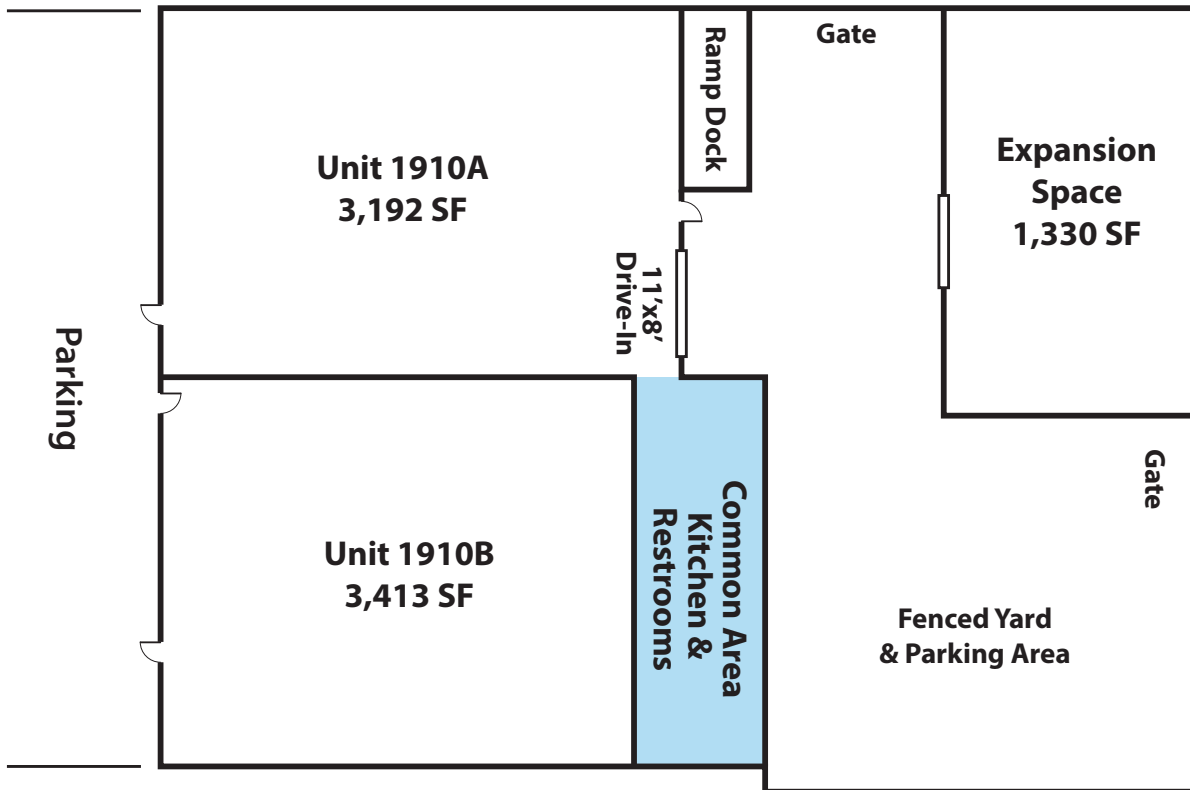 Parking
Unit 1910A
3,192 SF
Ramp Dock
11’x8’
Drive-In
Gate
Expansion
Space
1,330 SF
Unit 1910B
3,413 SF
Common Area
Kitchen &
Restrooms
Gate
Fenced Yard
& Parking Area